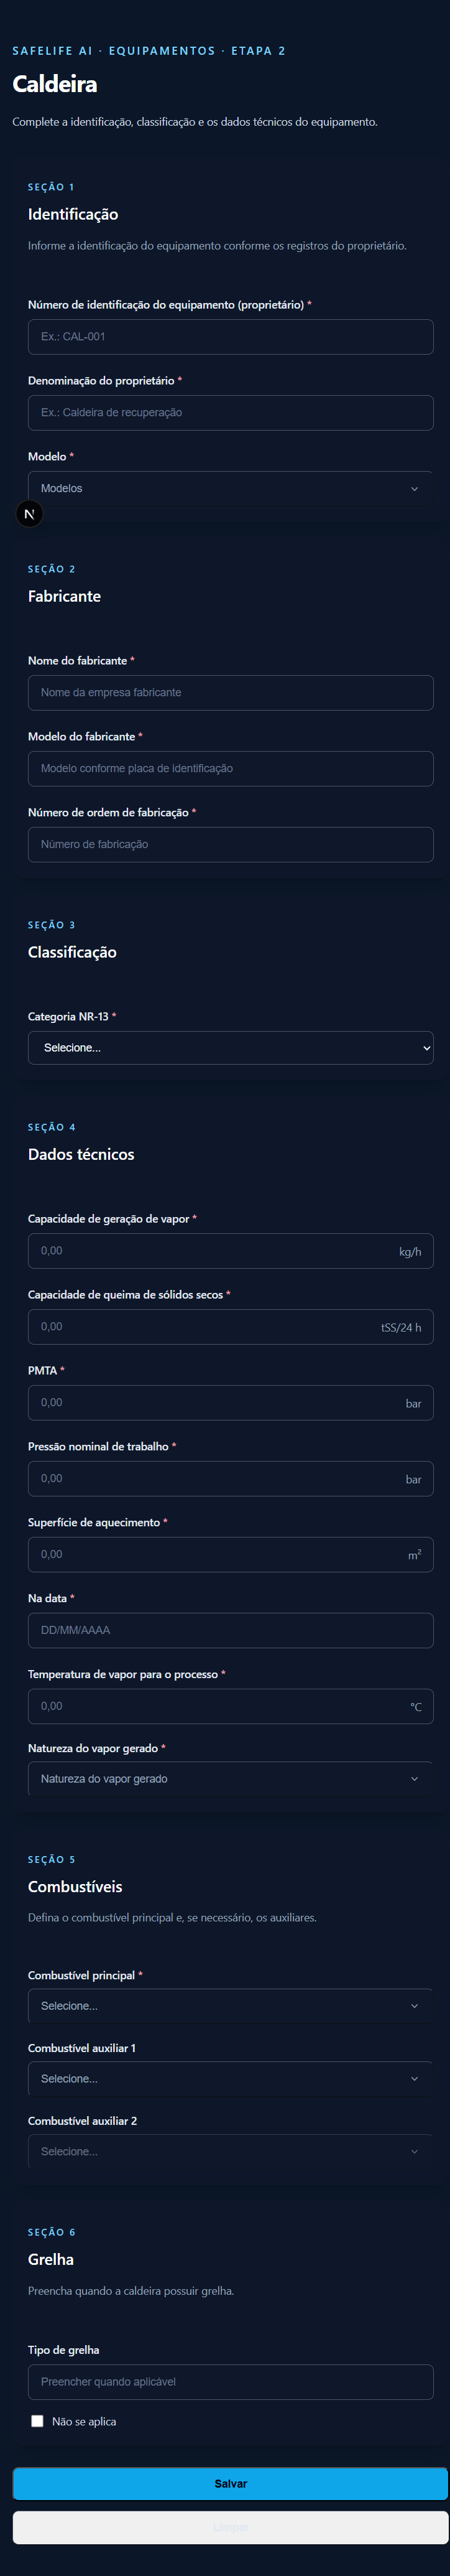 SAFELIFE AI · EQUIPAMENTOS · ETAPA 2
Caldeira
Complete a identificação, classificação e os dados técnicos do equipamento.
SEÇÃO 1
Identificação
Informe a identificação do equipamento conforme os registros do proprietário.
Número de identificação do equipamento (proprietário) *
Ex.: CAL-001
Denominação do proprietário *
Ex.: Caldeira de recuperação
Modelo *
Modelos
N
SEÇÃO 2
Fabricante
Nome do fabricante *
Nome da empresa fabricante
Modelo do fabricante *
Modelo conforme placa de identificação
Número de ordem de fabricação *
Número de fabricação
SEÇÃO 3
Classificação
Categoria NR-13 *
Selecione...
SEÇÃO 4
Dados técnicos
Capacidade de geração de vapor *
0,00 kg/h
Capacidade de queima de sólidos secos *
0,00 tSS/24 h
PMTA *
0,00 bar
Pressão nominal de trabalho *
0,00 bar
Superfície de aquecimento *
0,00 m²
Na data *
DD/MM/AAAA
Temperatura de vapor para o processo *
0,00 °C
Natureza do vapor gerado *
Natureza do vapor gerado
SEÇÃO 5
Combustíveis
Defina o combustível principal e, se necessário, os auxiliares.
Combustível principal *
Selecione...
Combustível auxiliar 1
Selecione...
Combustível auxiliar 2
Selecione...
SEÇÃO 6
Grelha
Preencha quando a caldeira possuir grelha.
Tipo de grelha
Preencher quando aplicável
Não se aplica
Salvar
Limpar